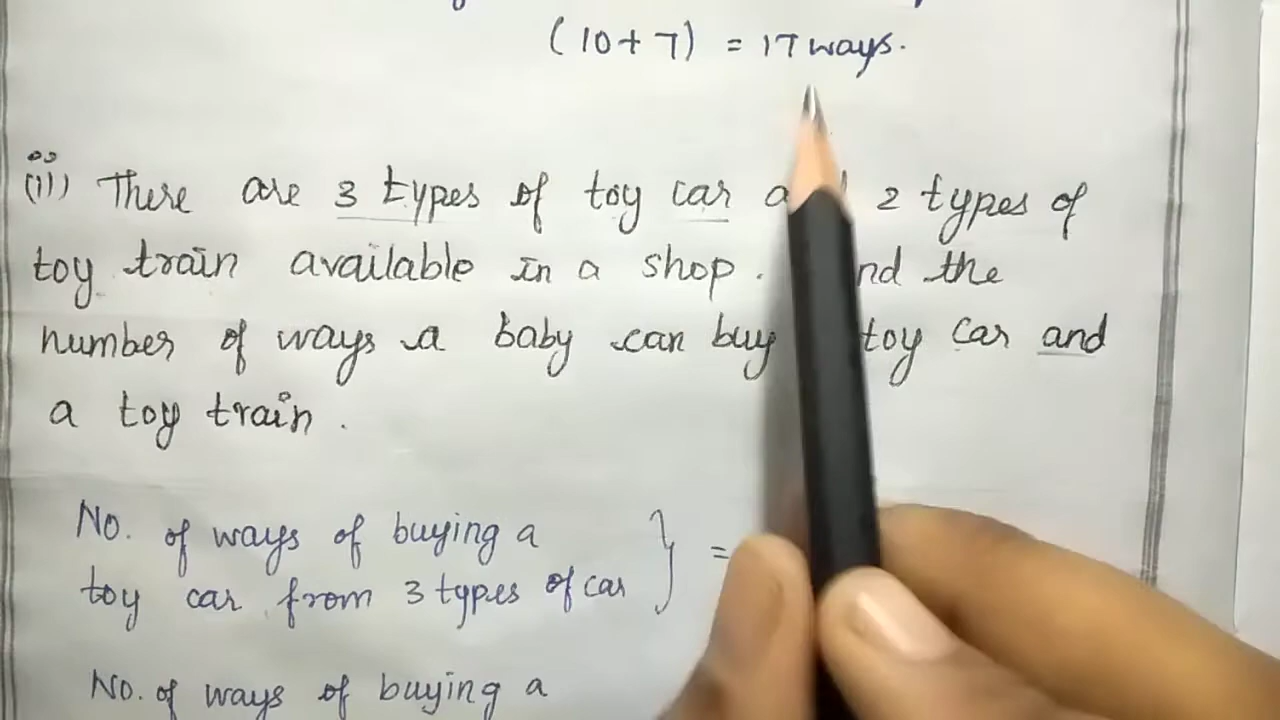 (10+7) = 17 ways.
(ii) There are 3 types of toy car 2 types of
toy train available in a shop. the
number of ways a baby can buy toy car and
a toy train.
No. of ways of buying a
toy car from 3 types of car } =
No. of ways of buying a